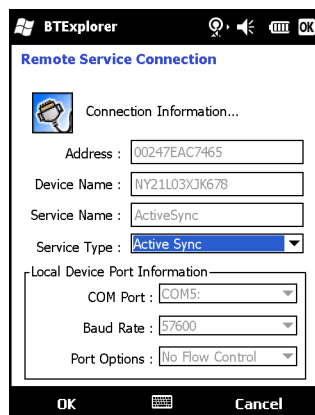 BTExplorer
OK
Remote Service Connection
Connection Information...
Address : 00247EAC7465
Device Name : NY21L03XJK678
Service Name : ActiveSync
Service Type : Active Sync
Local Device Port Information
COM Port : COM5:
Baud Rate : 57600
Port Options : No Flow Control
OK Cancel